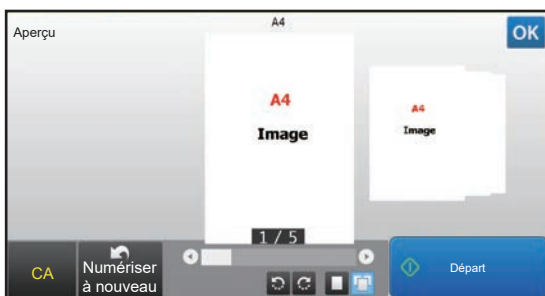 A4
Aperçu
OK
A4
Image
A4
Image
1 / 5
CA
Numériser
à nouveau
Départ